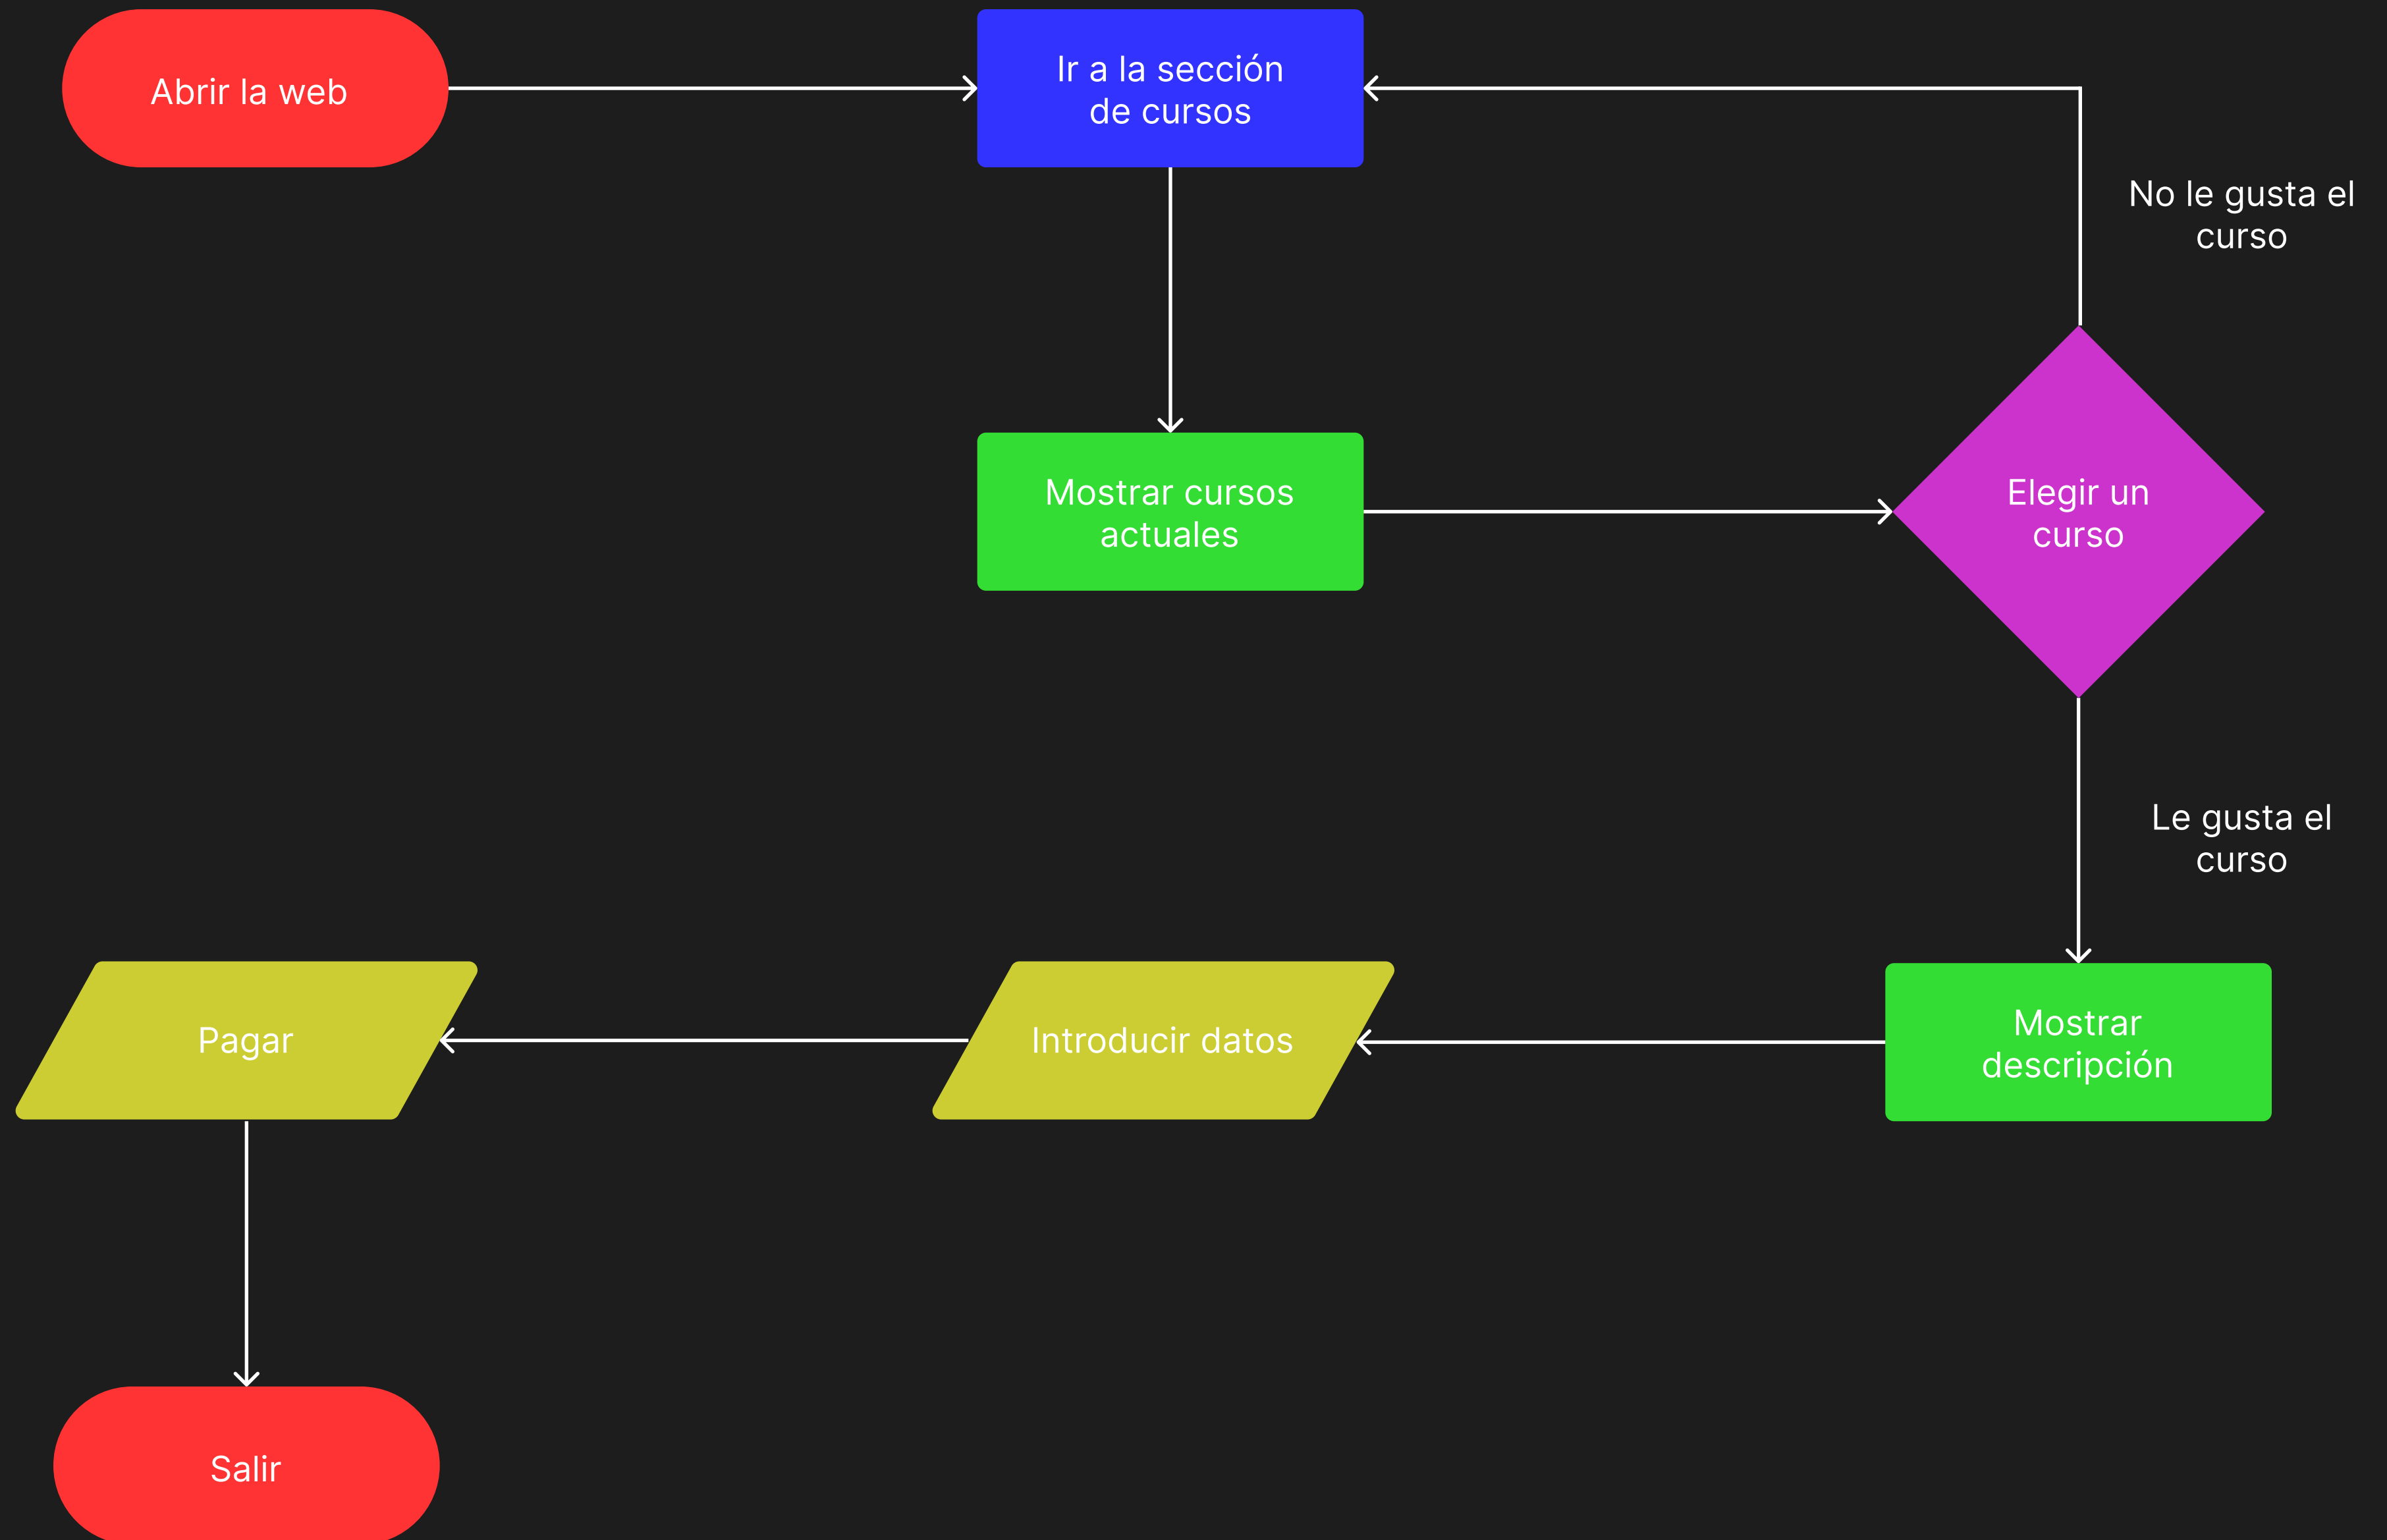 Abrir la web
Ir a la sección
de cursos
No le gusta el
curso
Mostrar cursos
actuales
Elegir un
curso
Le gusta el
curso
Pagar
Introducir datos
Mostrar
descripción
Salir